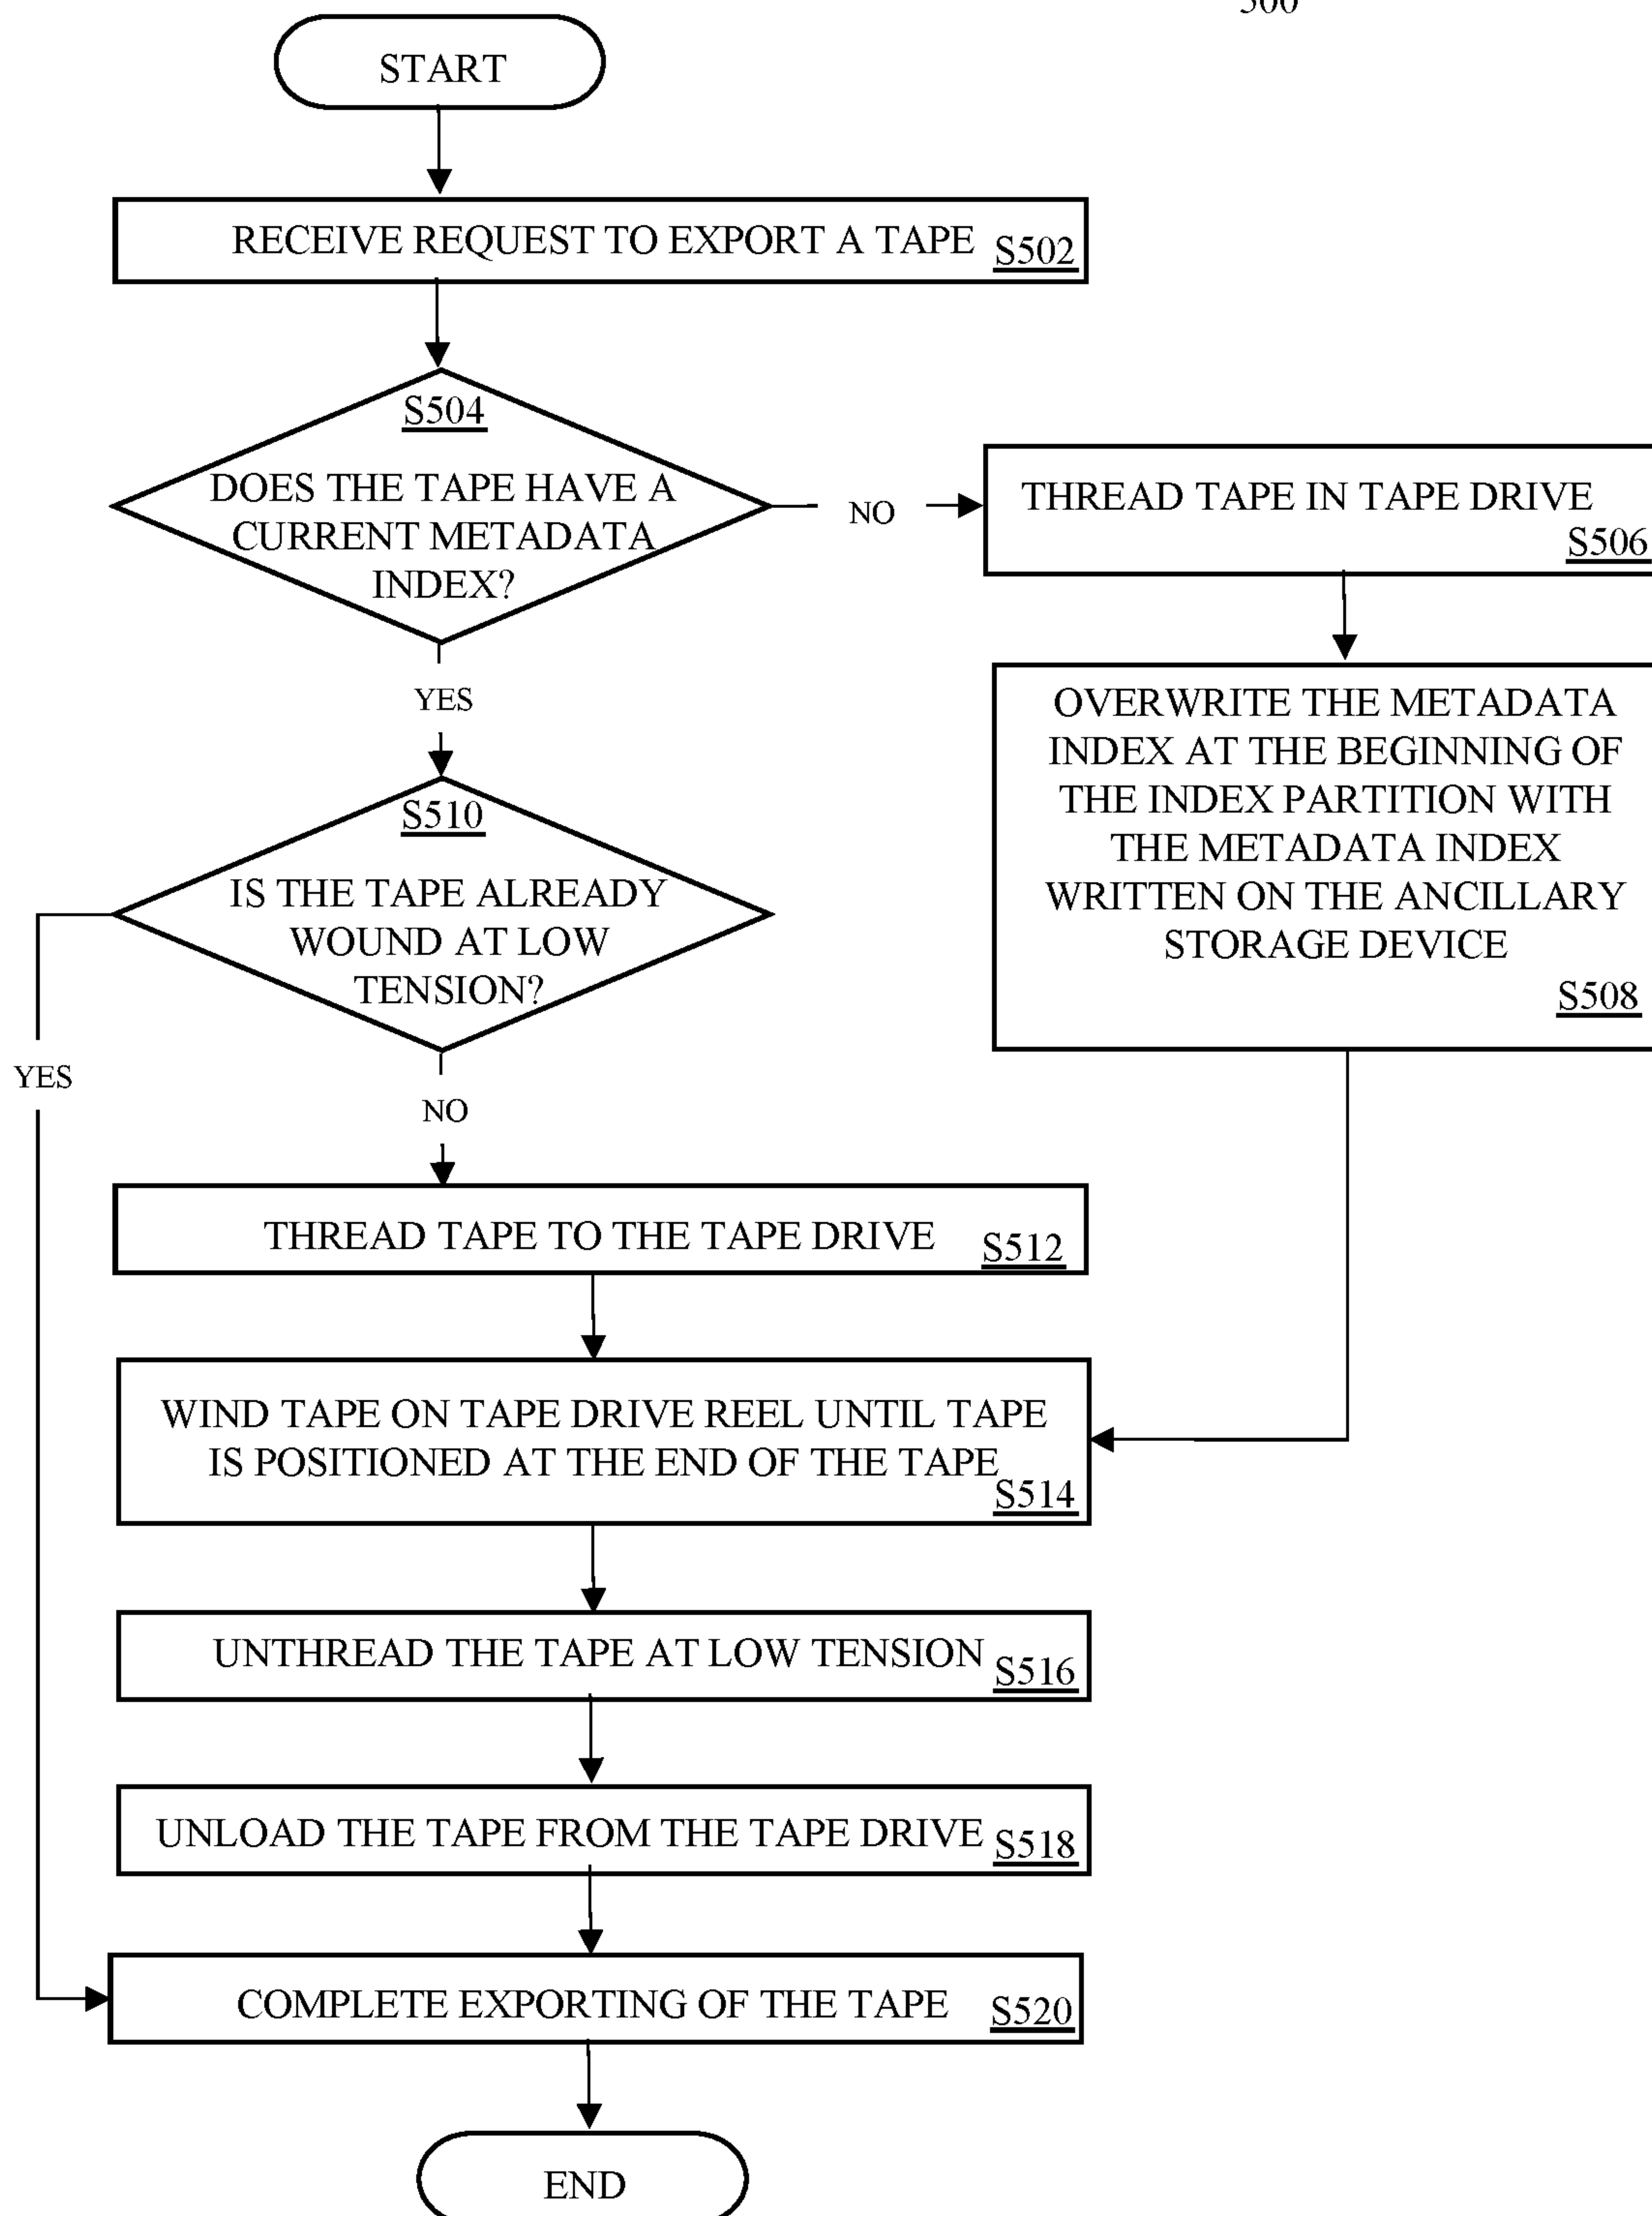 500
START
RECEIVE REQUEST TO EXPORT A TAPE S502
S504
DOES THE TAPE HAVE A
CURRENT METADATA
INDEX?
NO
THREAD TAPE IN TAPE DRIVE
S506
YES
OVERWRITE THE METADATA
INDEX AT THE BEGINNING OF
THE INDEX PARTITION WITH
THE METADATA INDEX
WRITTEN ON THE ANCILLARY
STORAGE DEVICE
S508
S510
IS THE TAPE ALREADY
WOUND AT LOW
TENSION?
YES
NO
THREAD TAPE TO THE TAPE DRIVE S512
WIND TAPE ON TAPE DRIVE REEL UNTIL TAPE
IS POSITIONED AT THE END OF THE TAPE
S514
UNTHREAD THE TAPE AT LOW TENSION S516
UNLOAD THE TAPE FROM THE TAPE DRIVE S518
COMPLETE EXPORTING OF THE TAPE S520
END